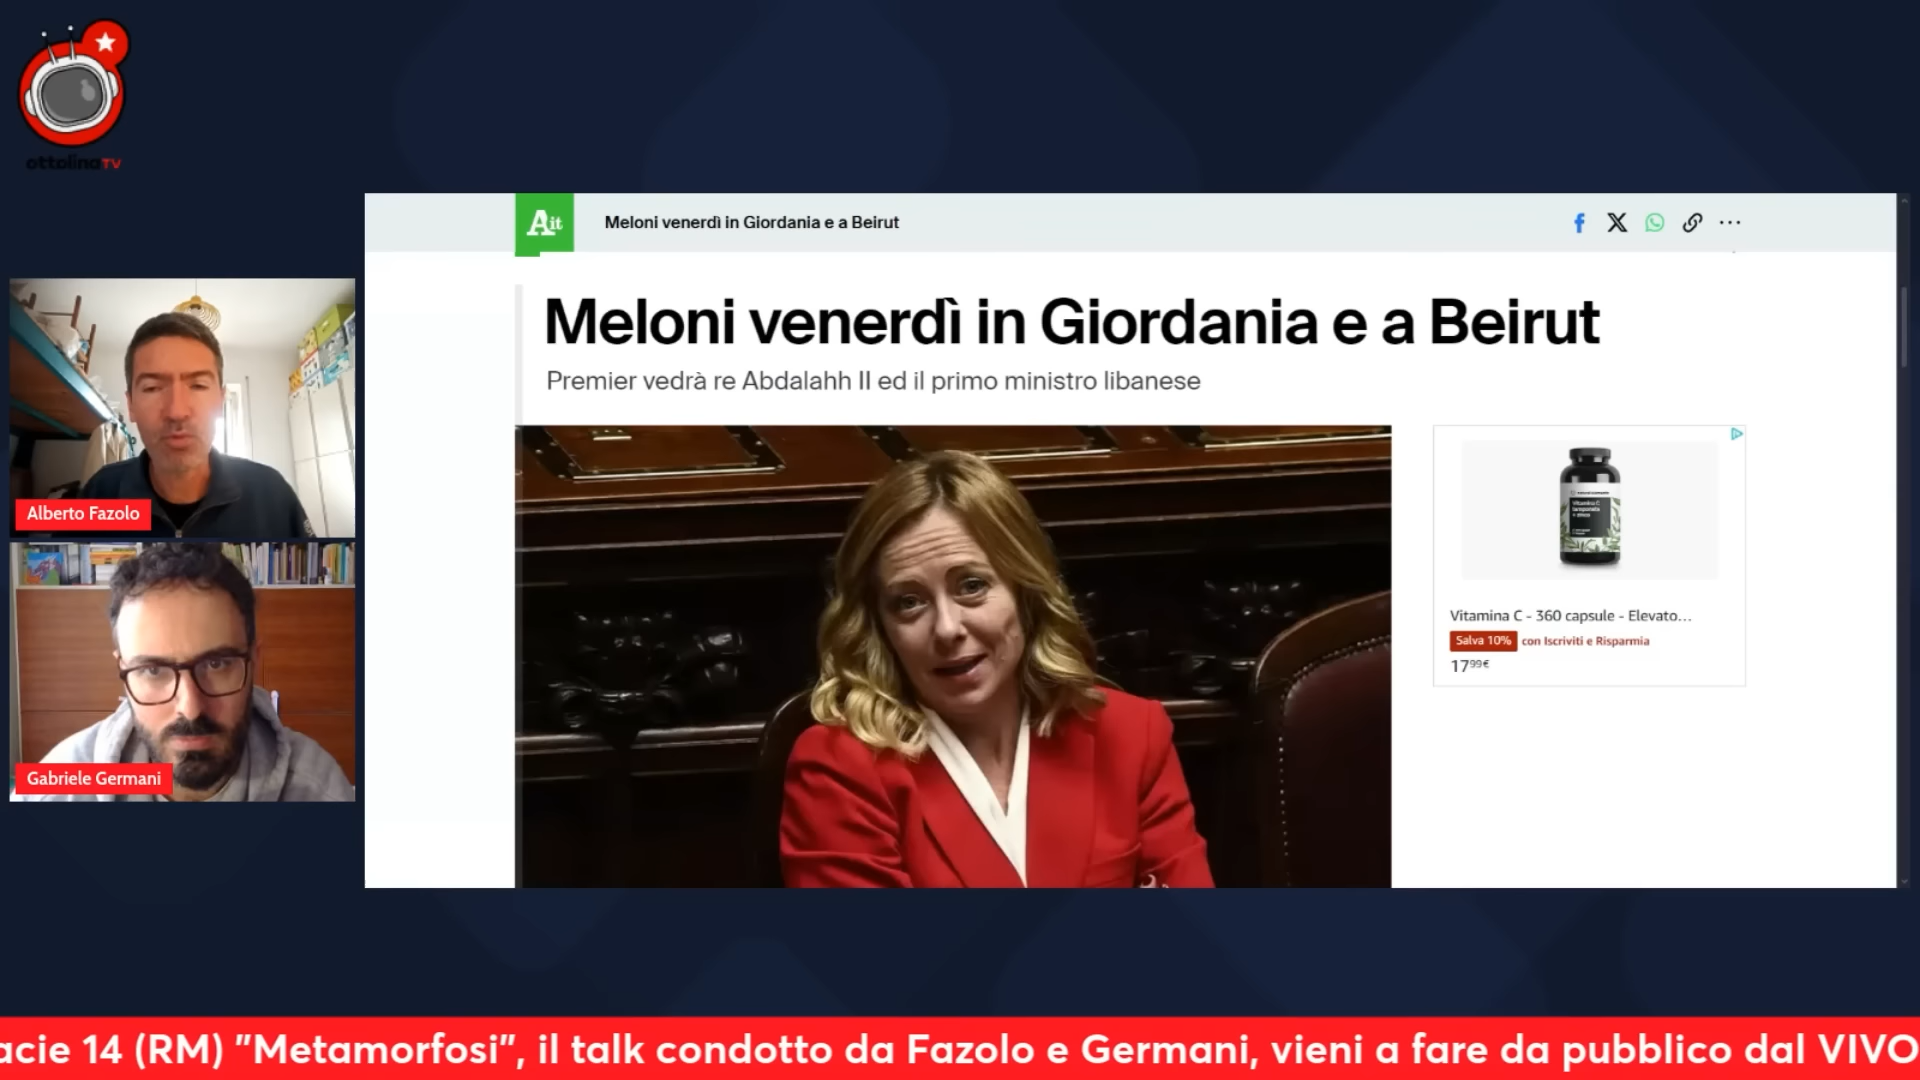 ottolinaTV
Ait
Meloni venerdì in Giordania e a Beirut
Meloni venerdì in Giordania e a Beirut
Premier vedrà re Abdalahh II ed il primo ministro libanese
Alberto Fazolo
Gabriele Germani
Vitamina C
Vitamina C - 360 capsule - Elevato...
Salva 10% con Iscriviti e Risparmia
1799€
acie 14 (RM) "Metamorfosi", il talk condotto da Fazolo e Germani, vieni a fare da pubblico dal VIVO